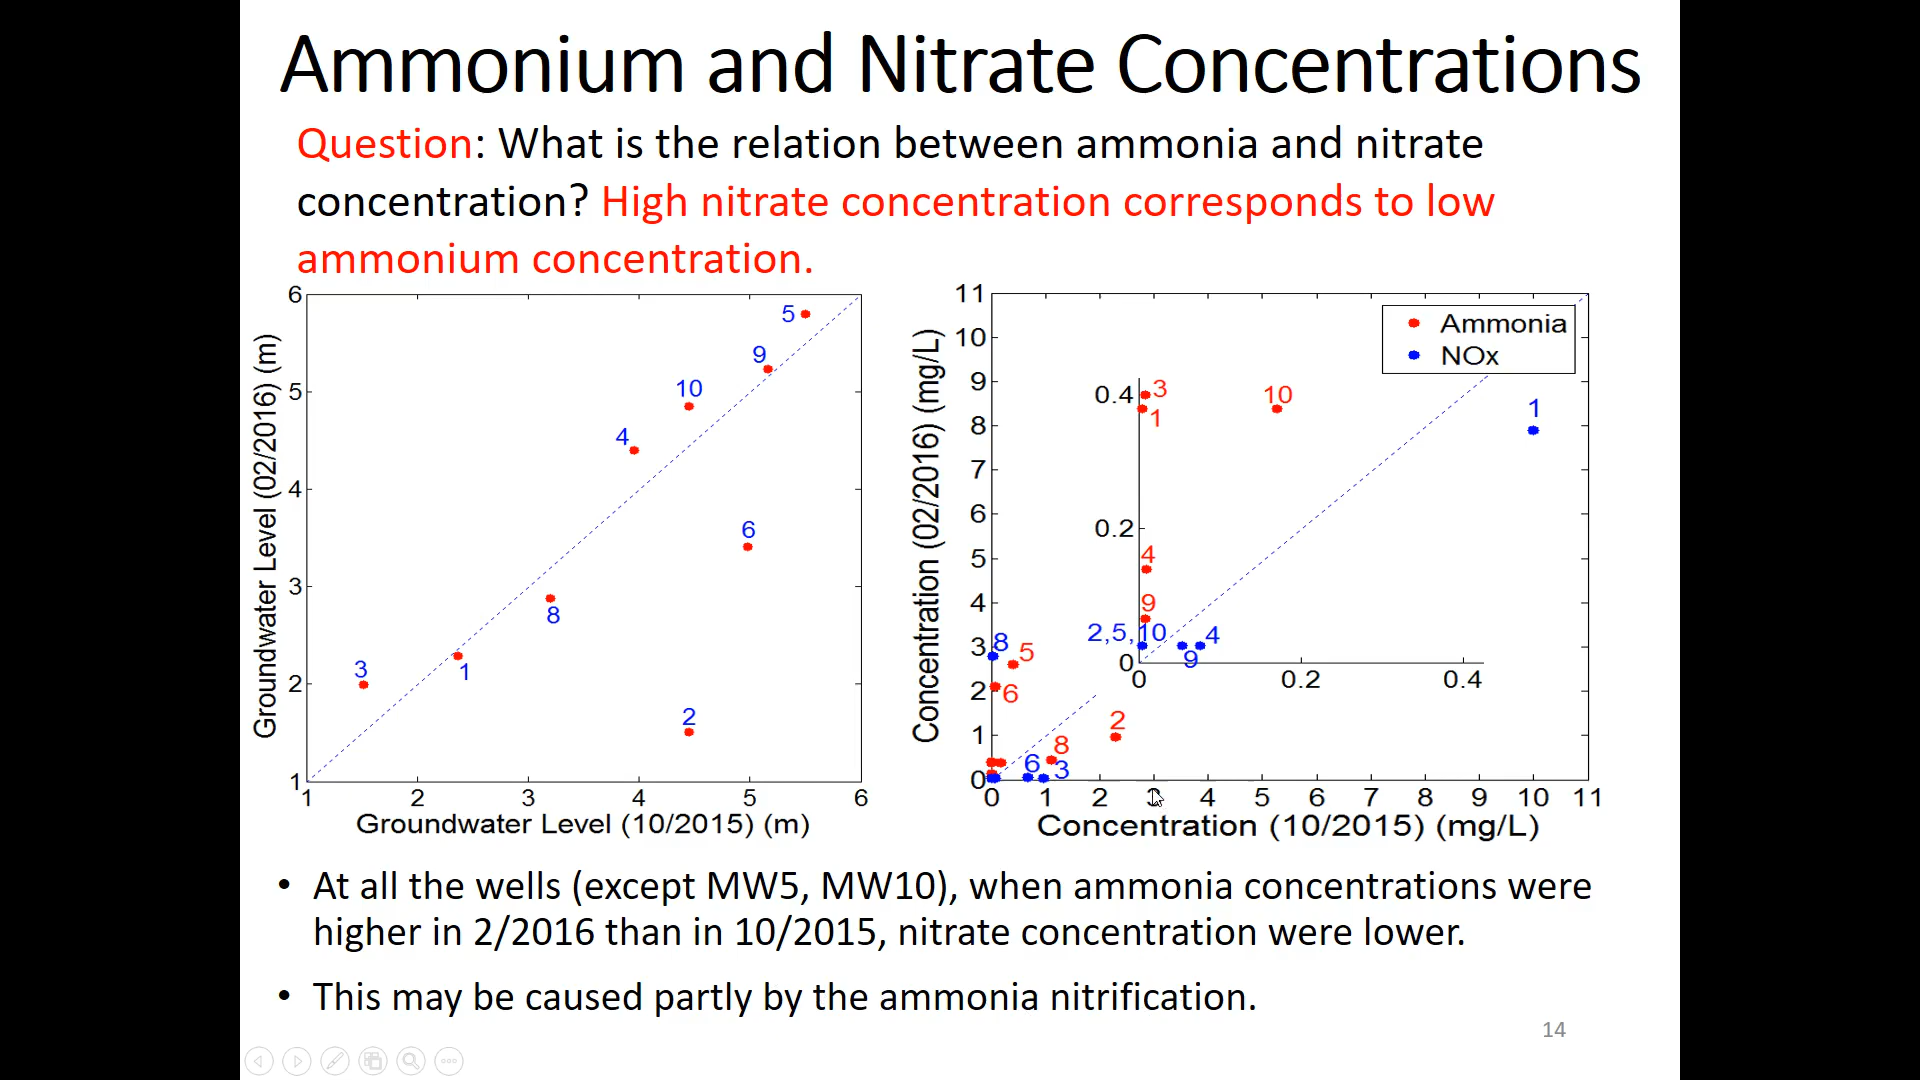 Ammonium and Nitrate Concentrations
Question: What is the relation between ammonia and nitrate
concentration? High nitrate concentration corresponds to low
ammonium concentration.
6
5
4
3
2
1
Groundwater Level (02/2016) (m)
5
9
10
4
6
8
3
1
2
1 2 3 4 5 6
Groundwater Level (10/2015) (m)
11
10
9
8
7
6
5
4
3
2
1
0
Concentration (02/2016) (mg/L)
Ammonia
NOx
0.4
0.2
0
3
1
10
4
9
2,5,10
9
4
0 0.2 0.4
1
8
5
6
2
8
6
3
0 1 2 3 4 5 6 7 8 9 10 11
Concentration (10/2015) (mg/L)
• At all the wells (except MW5, MW10), when ammonia concentrations were
higher in 2/2016 than in 10/2015, nitrate concentration were lower.
• This may be caused partly by the ammonia nitrification.
14